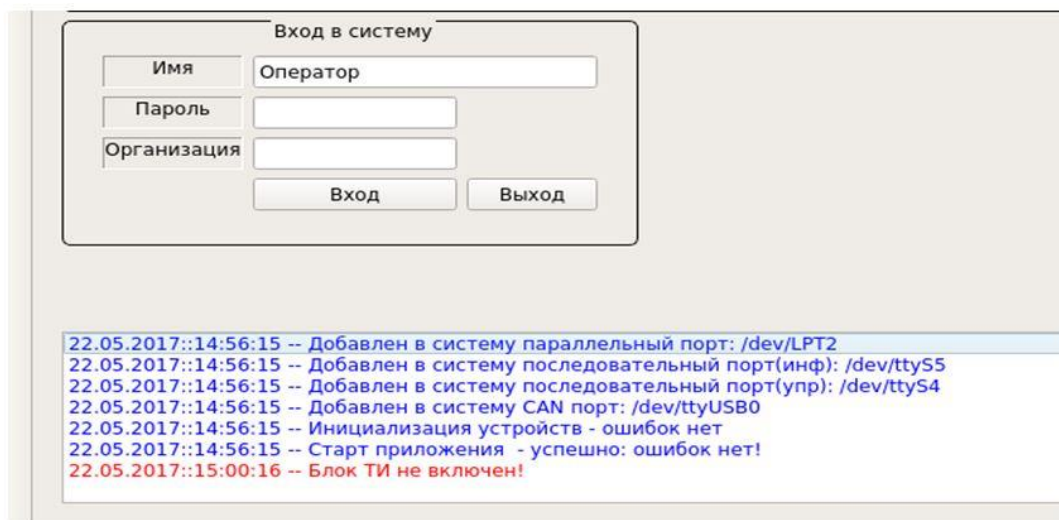 Вход в систему
Имя
Оператор
Пароль
Организация
Вход
Выход
22.05.2017::14:56:15 -- Добавлен в систему параллельный порт: /dev/LPT2
22.05.2017::14:56:15 -- Добавлен в систему последовательный порт(инф): /dev/ttyS5
22.05.2017::14:56:15 -- Добавлен в систему последовательный порт(упр): /dev/ttyS4
22.05.2017::14:56:15 -- Добавлен в систему CAN порт: /dev/ttyUSB0
22.05.2017::14:56:15 -- Инициализация устройств - ошибок нет
22.05.2017::14:56:15 -- Старт приложения  - успешно: ошибок нет!
22.05.2017::15:00:16 -- Блок ТИ не включен!